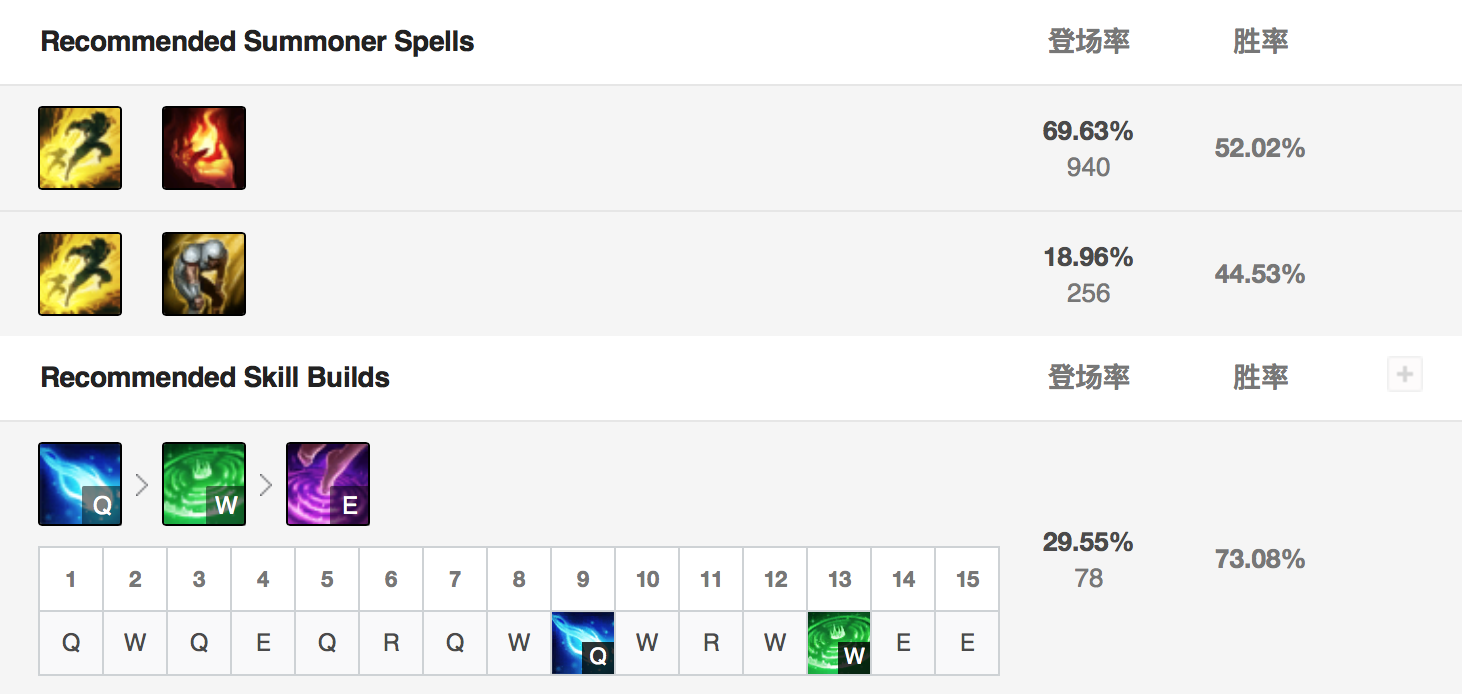 Recommended Summoner Spells 登场率 胜率
69.63%
940
52.02%
18.96%
256
44.53%
Recommended Skill Builds 登场率 胜率 +
Q W E
29.55%
78
73.08%
1 2 3 4 5 6 7 8 9 10 11 12 13 14 15
Q W Q E Q R Q W Q W R W W E E